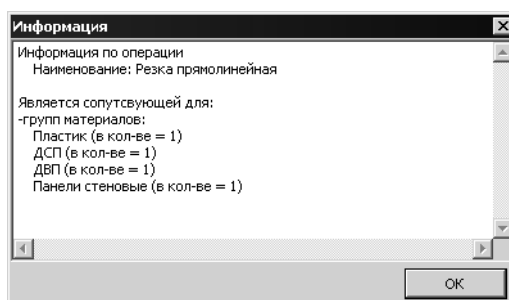 Информация
Информация по операции
Наименование: Резка прямолинейная
Является сопутсвующей для:
-групп материалов:
Пластик (в кол-ве = 1)
ДСП (в кол-ве = 1)
ДВП (в кол-ве = 1)
Панели стеновые (в кол-ве = 1)
ОК